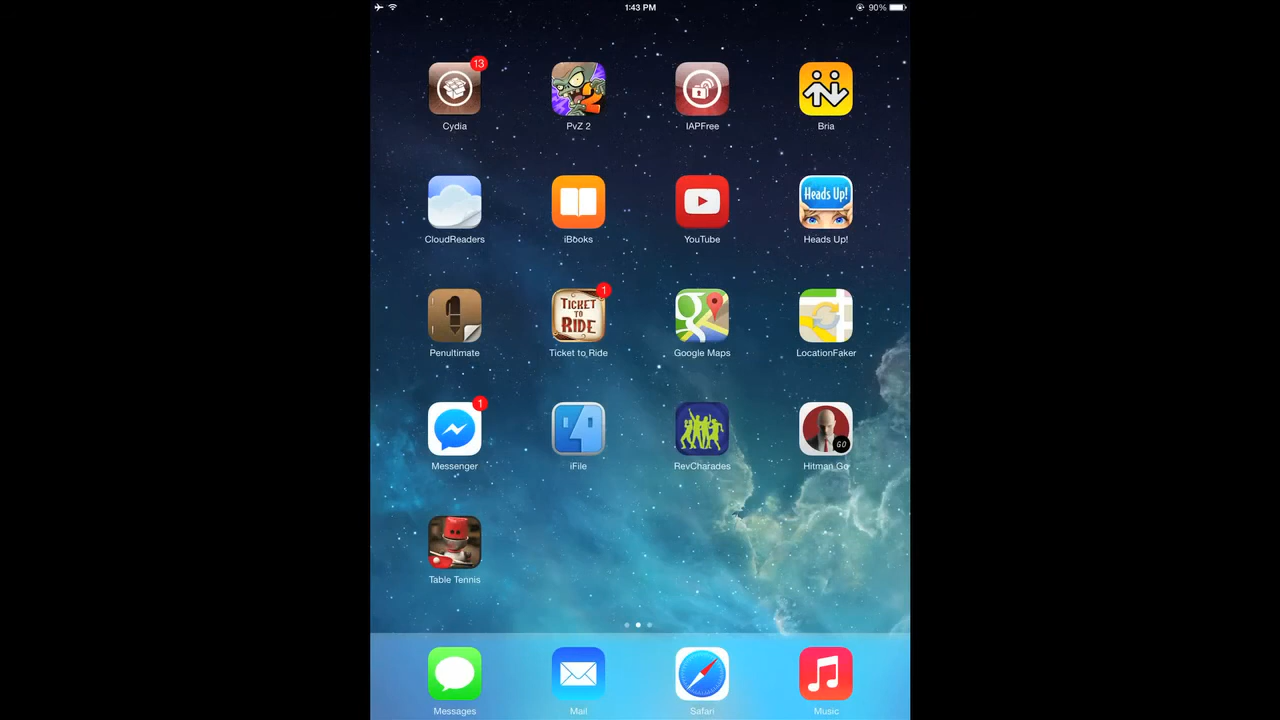 1:43 PM
90%
13
2
Cydia
PvZ 2
IAPFree
Bria
Heads Up!
CloudReaders
iBooks
YouTube
Heads Up!
1
TICKET
TO
RIDE
g
Penultimate
Ticket to Ride
Google Maps
LocationFaker
1
GO
Messenger
iFile
RevCharades
Hitman Go
Table Tennis
Messages
Mail
Safari
Music